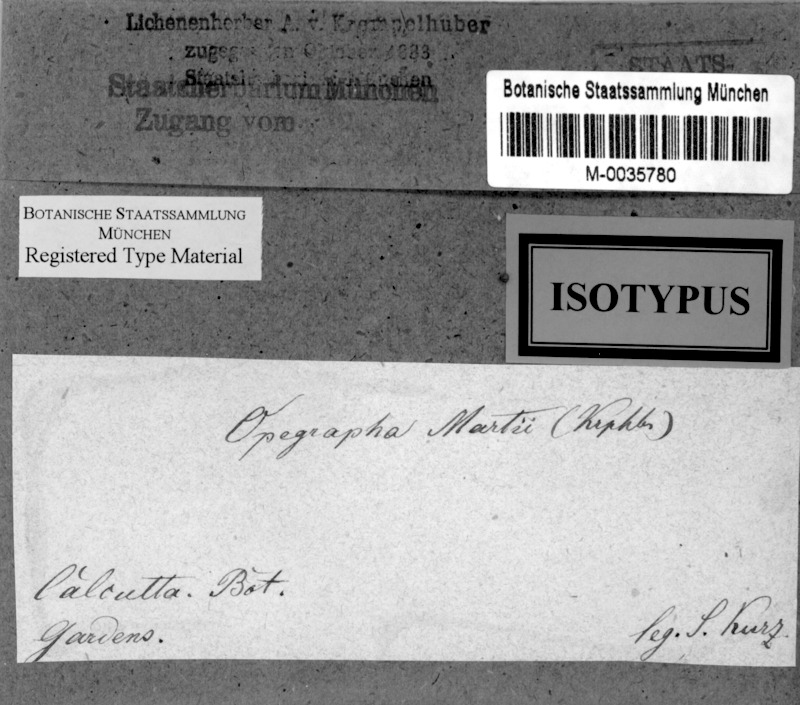 Lichenenherbar A. v. Krempelhuber
Staatsherbarium München
Zugang vom
STAATS-
Botanische Staatssammlung München
M-0035780
BOTANISCHE STAATSSAMMLUNG
MÜNCHEN
Registered Type Material
ISOTYPUS
Opegrapha Martii (Krphbr)
Calcutta. Bot.
Gardens.
leg. S. Kurz.